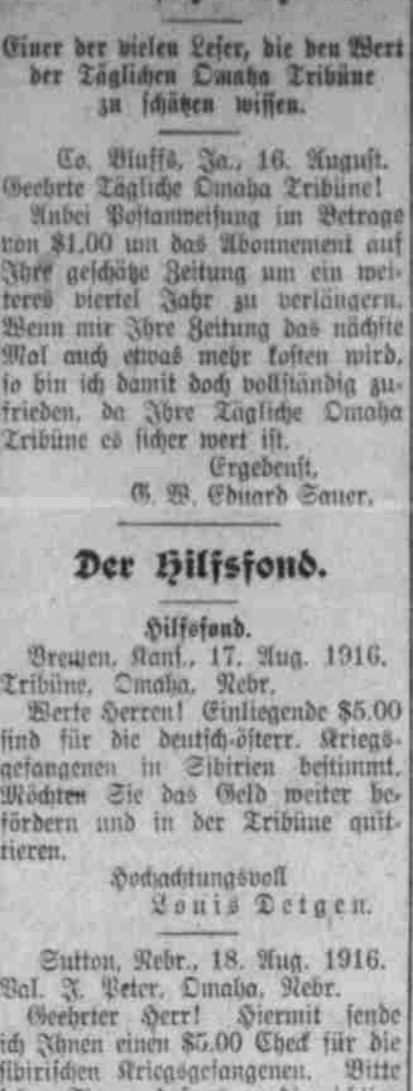 Einer der vielen Leser, die den Wert
der Täglichen Omaha Tribüne
zu schätzen wissen.
Co. Bluffs, Ja., 16. August.
Geehrte Tägliche Omaha Tribüne!
Anbei Postanweisung im Betrage
von $1.00 um das Abonnement auf
Ihre geschätze Zeitung um ein wei-
teres viertel Jahr zu verlängern.
Wenn mir Ihre Zeitung das nächste
Mal auch etwas mehr kosten wird,
so bin ich damit doch vollständig zu-
frieden, da Ihre Tägliche Omaha
Tribüne es sicher wert ist.
Ergebenst,
G. W. Eduard Sauer.
Der Hilfsfond.
Hilfsfond.
Bremen, Kans., 17. Aug. 1916.
Tribüne, Omaha, Nebr.
Werte Herren! Einliegende $5.00
sind für die deutsch-österr. Kriegs-
gefangenen in Sibirien bestimmt.
Möchten Sie das Geld weiter be-
fördern und in der Tribüne quit-
tieren.
Hochachtungsvoll
Louis Detgen.
Sutton, Nebr., 18. Aug. 1916.
Val. J. Peter, Omaha, Nebr.
Geehrter Herr! Hiermit sende
ich Ihnen einen $5.00 Check für die
sibirischen Kriegsgefangenen. Bitte